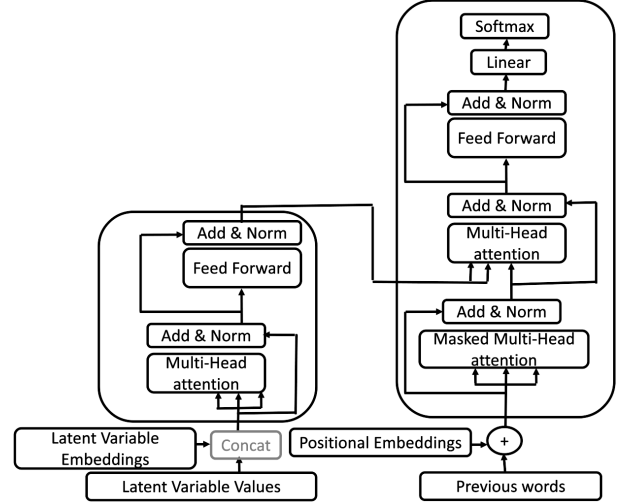 Softmax
Linear
Add & Norm
Feed Forward
Add & Norm
Multi-Head
attention
Add & Norm
Masked Multi-Head
attention
Add & Norm
Feed Forward
Add & Norm
Multi-Head
attention
Latent Variable
Embeddings
Concat
Positional Embeddings
+
Latent Variable Values
Previous words